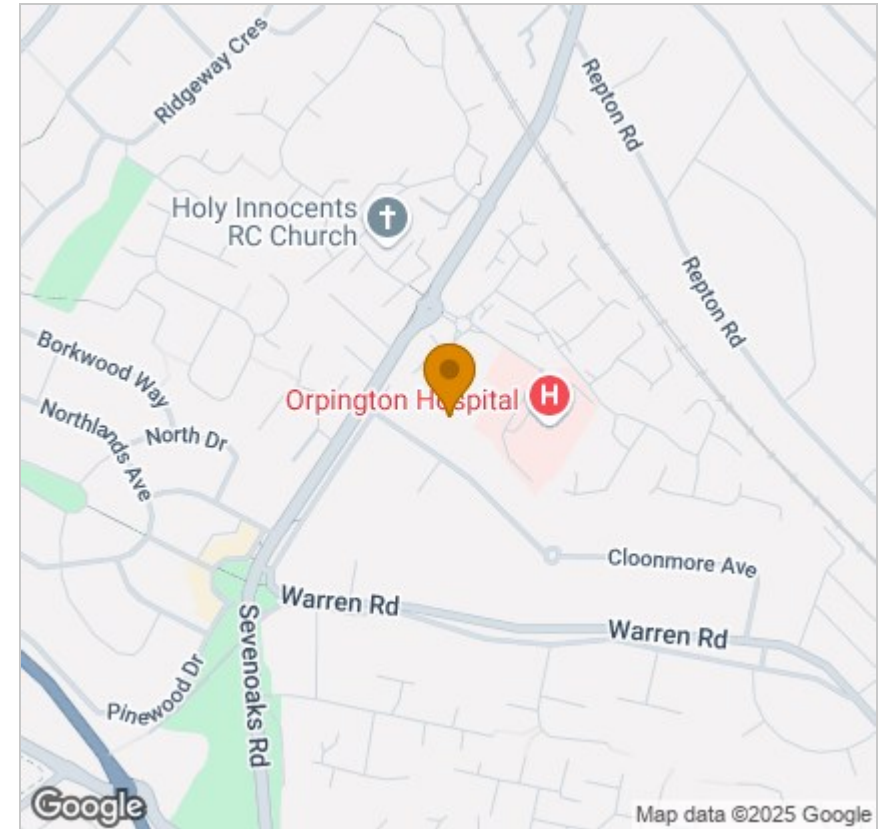 Ridgeway Cres
Repton Rd
Holy Innocents
RC Church
Repton Rd
Borkwood Way
Orpington Hospital
H
Northlands Ave
North Dr
Cloonmore Ave
Warren Rd
Warren Rd
Sevenoaks Rd
Pinewood Dr
Google
Map data ©2025 Google